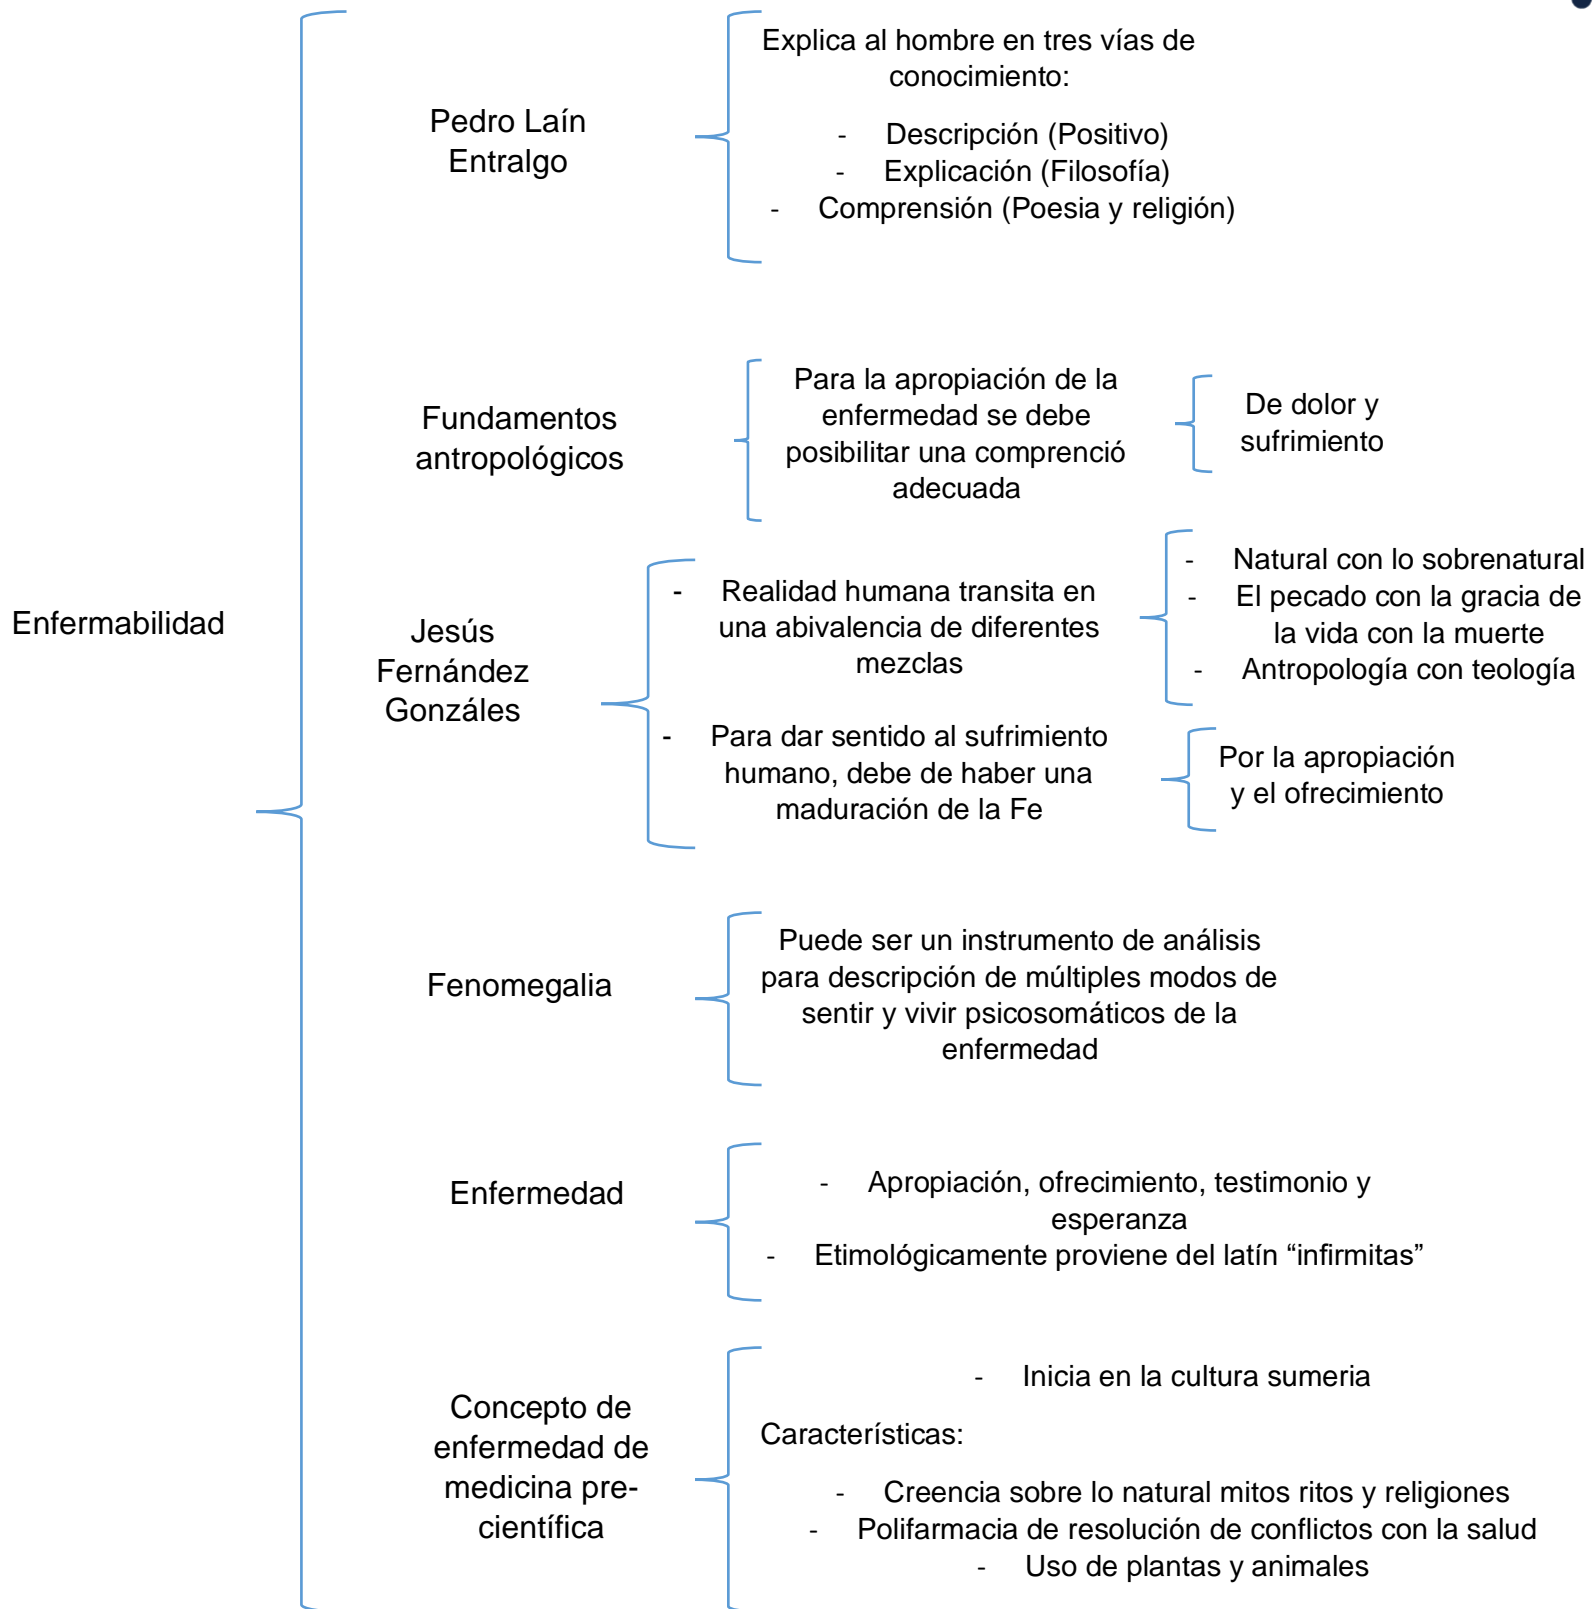 Enfermabilidad
Pedro Laín
Entralgo
Explica al hombre en tres vías de
conocimiento:
- Descripción (Positivo)
- Explicación (Filosofía)
- Comprensión (Poesia y religión)
Fundamentos
antropológicos
Para la apropiación de la
enfermedad se debe
posibilitar una comprenció
adecuada
De dolor y
sufrimiento
Jesús
Fernández
Gonzáles
- Realidad humana transita en
una abivalencia de diferentes
mezclas
- Natural con lo sobrenatural
- El pecado con la gracia de
la vida con la muerte
- Antropología con teología
- Para dar sentido al sufrimiento
humano, debe de haber una
maduración de la Fe
Por la apropiación
y el ofrecimiento
Fenomegalia
Puede ser un instrumento de análisis
para descripción de múltiples modos de
sentir y vivir psicosomáticos de la
enfermedad
Enfermedad
- Apropiación, ofrecimiento, testimonio y
esperanza
- Etimológicamente proviene del latín “infirmitas”
Concepto de
enfermedad de
medicina pre-
científica
- Inicia en la cultura sumeria
Características:
- Creencia sobre lo natural mitos ritos y religiones
- Polifarmacia de resolución de conflictos con la salud
- Uso de plantas y animales